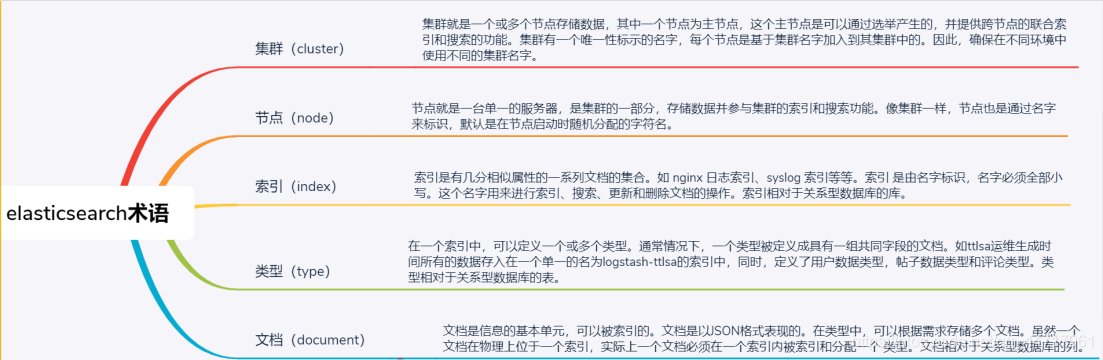 集群就是一个或多个节点存储数据，其中一个节点为主节点，这个主节点是可以通过选举产生的，并提供跨节点的联合索
集群（cluster）
引和搜索的功能。集群有一个唯一性标示的名字，每个节点是基于集群名字加入到其集群中的。因此，确保在不同环境中
使用不同的集群名字。
节点（node）
节点就是一台单一的服务器，是集群的一部分，存储数据并参与集群的索引和搜索功能。像集群一样，节点也是通过名字
来标识，默认是在节点启动时随机分配的字符名。
索引（index）
索引是有几分相似属性的一系列文档的集合。如 nginx 日志索引、syslog 索引等等。索引 是由名字标识，名字必须全部小
写。这个名字用来进行索引、搜索、更新和删除文档的操作。索引相对于关系型数据库的库。
elasticsearch术语
类型（type）
在一个索引中，可以定义一个或多个类型。通常情况下，一个类型被定义成具有一组共同字段的文档。如ttlsa运维生成时
间所有的数据存入在一个单一的名为logstash-ttlsa的索引中，同时，定义了用户数据类型，帖子数据类型和评论类型。类
型相对于关系型数据库的表。
文档（document）
文档是信息的基本单元，可以被索引的。文档是以JSON格式表现的。在类型中，可以根据需求存储多个文档。虽然一个
文档在物理上位于一个索引，实际上一个文档必须在一个索引内被索引和分配一个类型。文档相对于关系型数据库的列。